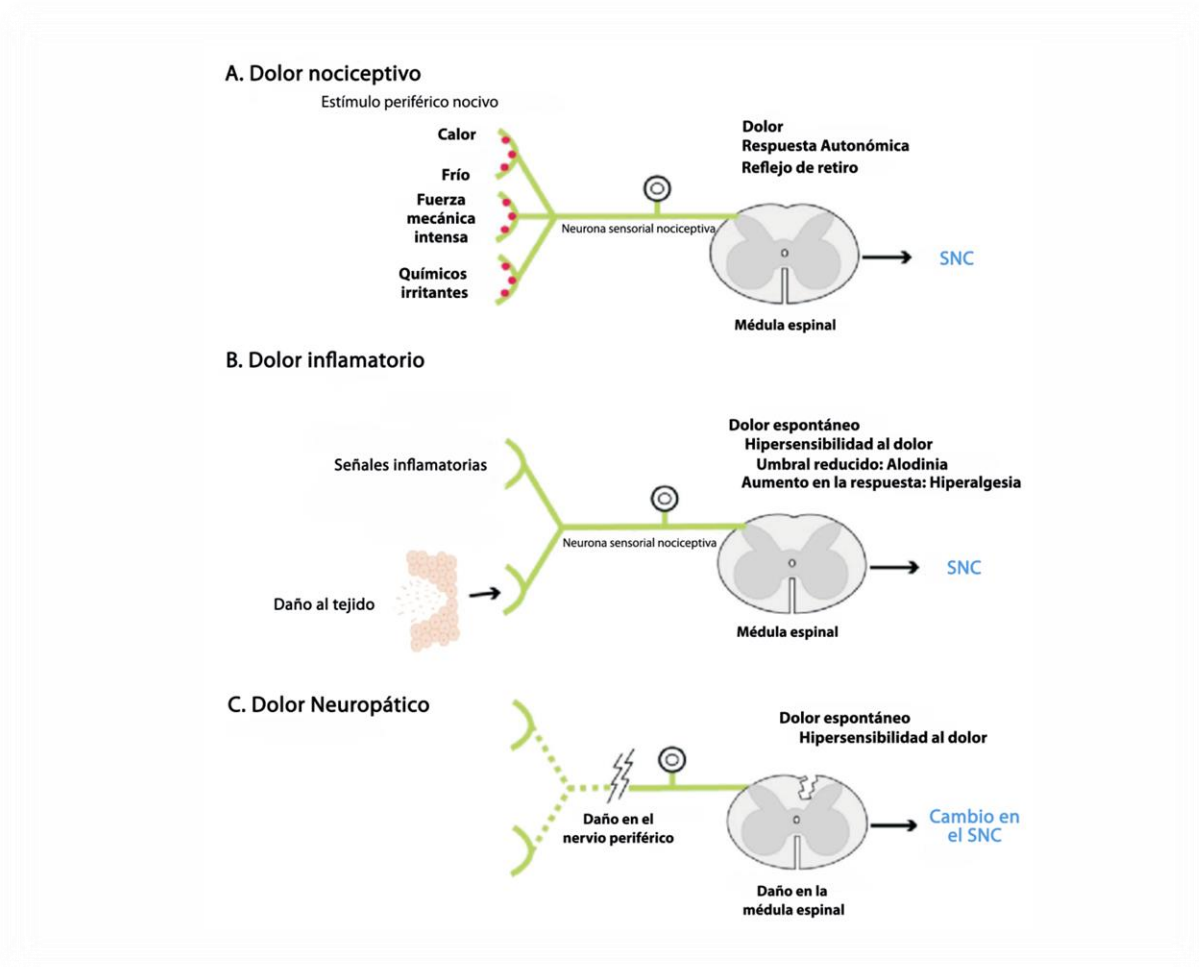 A. Dolor nociceptivo
Estímulo periférico nocivo
Calor
Frío
Fuerza
mecánica
intensa
Químicos
irritantes
Neurona sensorial nociceptiva
Dolor
Respuesta Autonómica
Reflejo de retiro
SNC
Médula espinal
B. Dolor inflamatorio
Señales inflamatorias
Daño al tejido
Neurona sensorial nociceptiva
Dolor espontáneo
Hipersensibilidad al dolor
Umbral reducido: Alodinia
Aumento en la respuesta: Hiperalgesia
SNC
Médula espinal
C. Dolor Neuropático
Daño en el
nervio periférico
Dolor espontáneo
Hipersensibilidad al dolor
Cambio en
el SNC
Daño en la
médula espinal